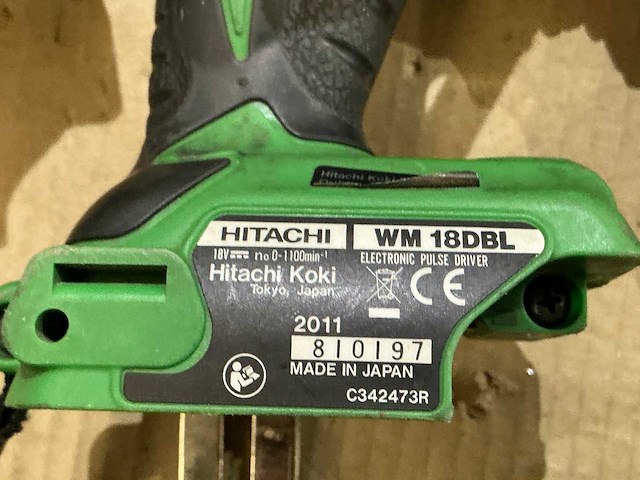 Hitachi Koki
HITACHI WM 18DBL
18V n₀ 0-1100min⁻¹ ELECTRONIC PULSE DRIVER
Hitachi Koki
Tokyo, Japan
CE
2011
810197
MADE IN JAPAN
C342473R